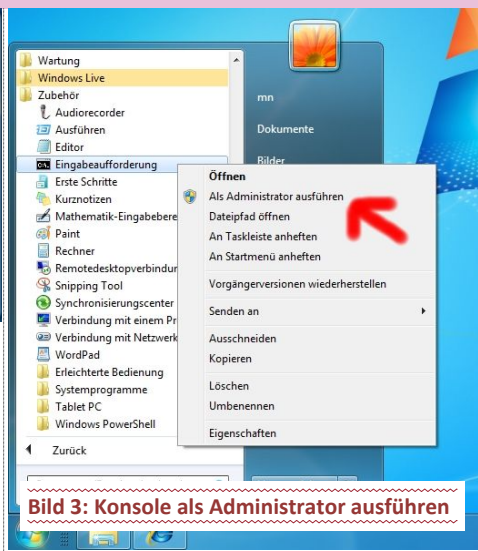 Wartung
Windows Live
Zubehör
Audiorecorder
Ausführen
Editor
Eingabeaufforderung
Erste Schritte
Kurznotizen
Mathematik-Eingabebere
Paint
Rechner
Remotedesktopverbindur
Snipping Tool
Synchronisierungscenter
Verbindung mit einem Pr
Verbindung mit Netzwerk
WordPad
Erleichterte Bedienung
Systemprogramme
Tablet PC
Windows PowerShell
Zurück
mn
Dokumente
Bilder
Öffnen
Als Administrator ausführen
Dateipfad öffnen
An Taskleiste anheften
An Startmenü anheften
Vorgängerversionen wiederherstellen
Senden an
Ausschneiden
Kopieren
Löschen
Umbenennen
Eigenschaften
Bild 3: Konsole als Administrator ausführen